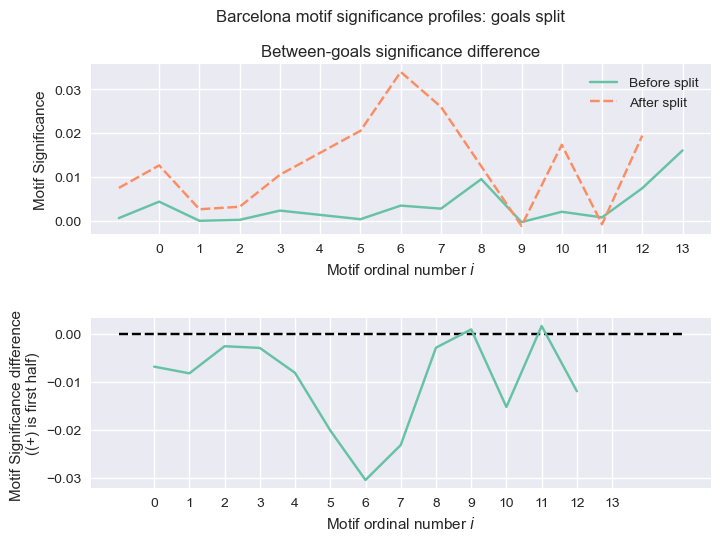 Barcelona motif significance profiles: goals split
Between-goals significance difference
Motif Significance
0.03
0.02
0.01
0.00
Before split
After split
0 1 2 3 4 5 6 7 8 9 10 11 12 13
Motif ordinal number i
Motif Significance difference
((+) is first half)
0.00
−0.01
−0.02
−0.03
0 1 2 3 4 5 6 7 8 9 10 11 12 13
Motif ordinal number i